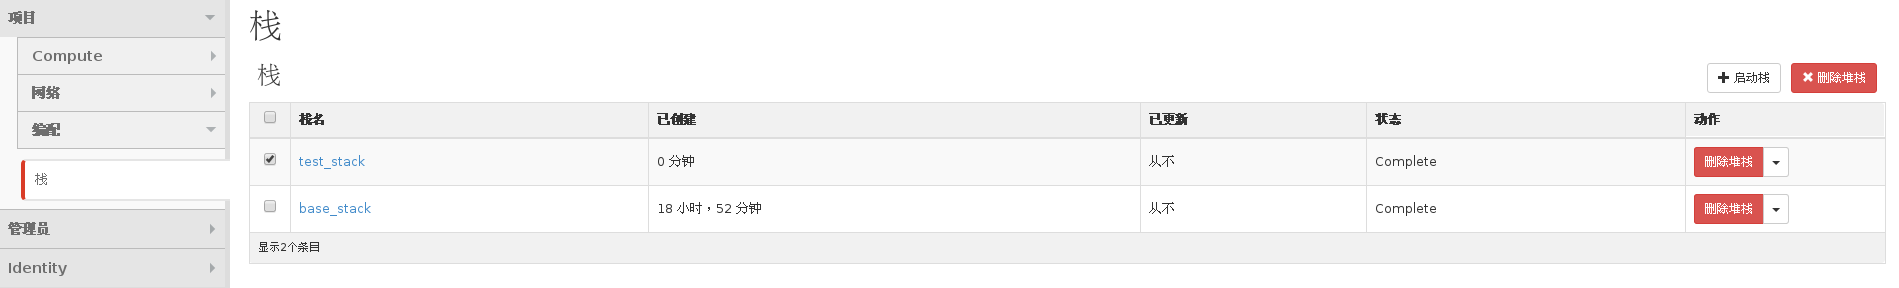 项目
Compute
网络
编配
栈
管理员
Identity
栈
栈
启动栈 删除堆栈
栈名 已创建 已更新 状态 动作
test_stack 0 分钟 从不 Complete 删除堆栈
base_stack 18 小时，52 分钟 从不 Complete 删除堆栈
显示2个条目